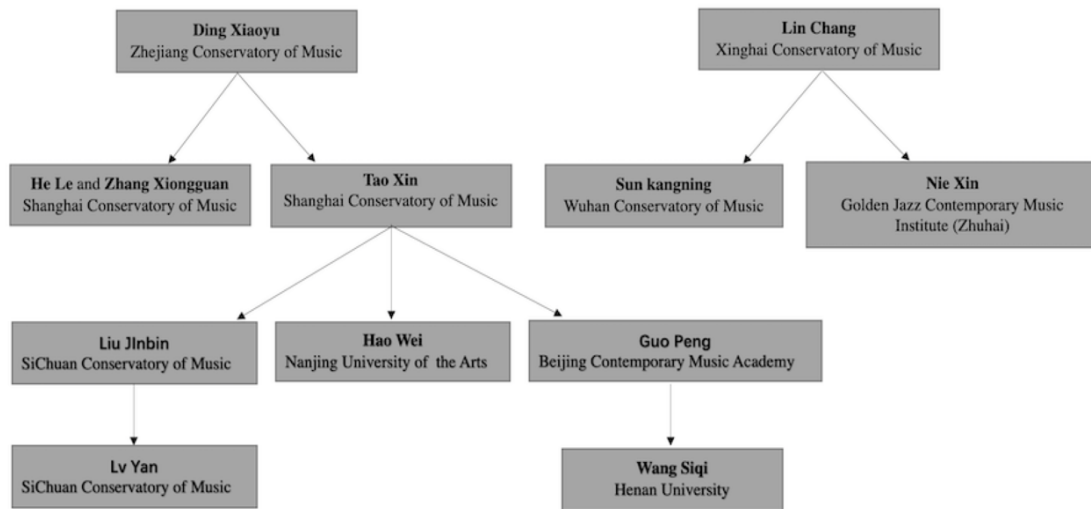 Ding Xiaoyu
Zhejiang Conservatory of Music
Lin Chang
Xinghai Conservatory of Music
He Le and Zhang Xiongguan
Shanghai Conservatory of Music
Tao Xin
Shanghai Conservatory of Music
Sun kangning
Wuhan Conservatory of Music
Nie Xin
Golden Jazz Contemporary Music
Institute (Zhuhai)
Liu JInbin
SiChuan Conservatory of Music
Hao Wei
Nanjing University of the Arts
Guo Peng
Beijing Contemporary Music Academy
Lv Yan
SiChuan Conservatory of Music
Wang Siqi
Henan University